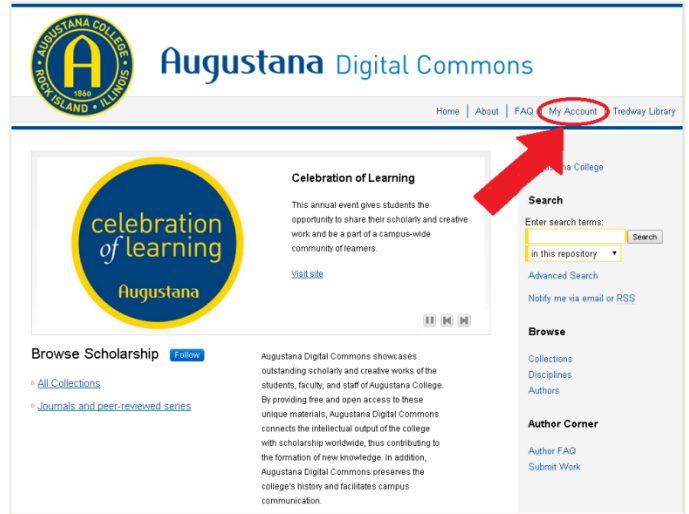 AUGUSTANA COLLEGE
ROCK ISLAND • ILLINOIS
1860
Augustana Digital Commons
Home | About | FAQ | My Account | Tredway Library
celebration
of learning
Augustana
Celebration of Learning
This annual event gives students the
opportunity to share their scholarly and creative
work and be a part of a campus-wide
community of learners.
Visit site
Browse Scholarship Follow
All Collections
Journals and peer-reviewed series
Augustana Digital Commons showcases
outstanding scholarly and creative works of the
students, faculty, and staff of Augustana College.
By providing free and open access to these
unique materials, Augustana Digital Commons
connects the intellectual output of the college
with scholarship worldwide, thus contributing to
the formation of new knowledge. In addition,
Augustana Digital Commons preserves the
college's history and facilitates campus
communication.
College
Search
Enter search terms:
Search
in this repository
Advanced Search
Notify me via email or RSS
Browse
Collections
Disciplines
Authors
Author Corner
Author FAQ
Submit Work